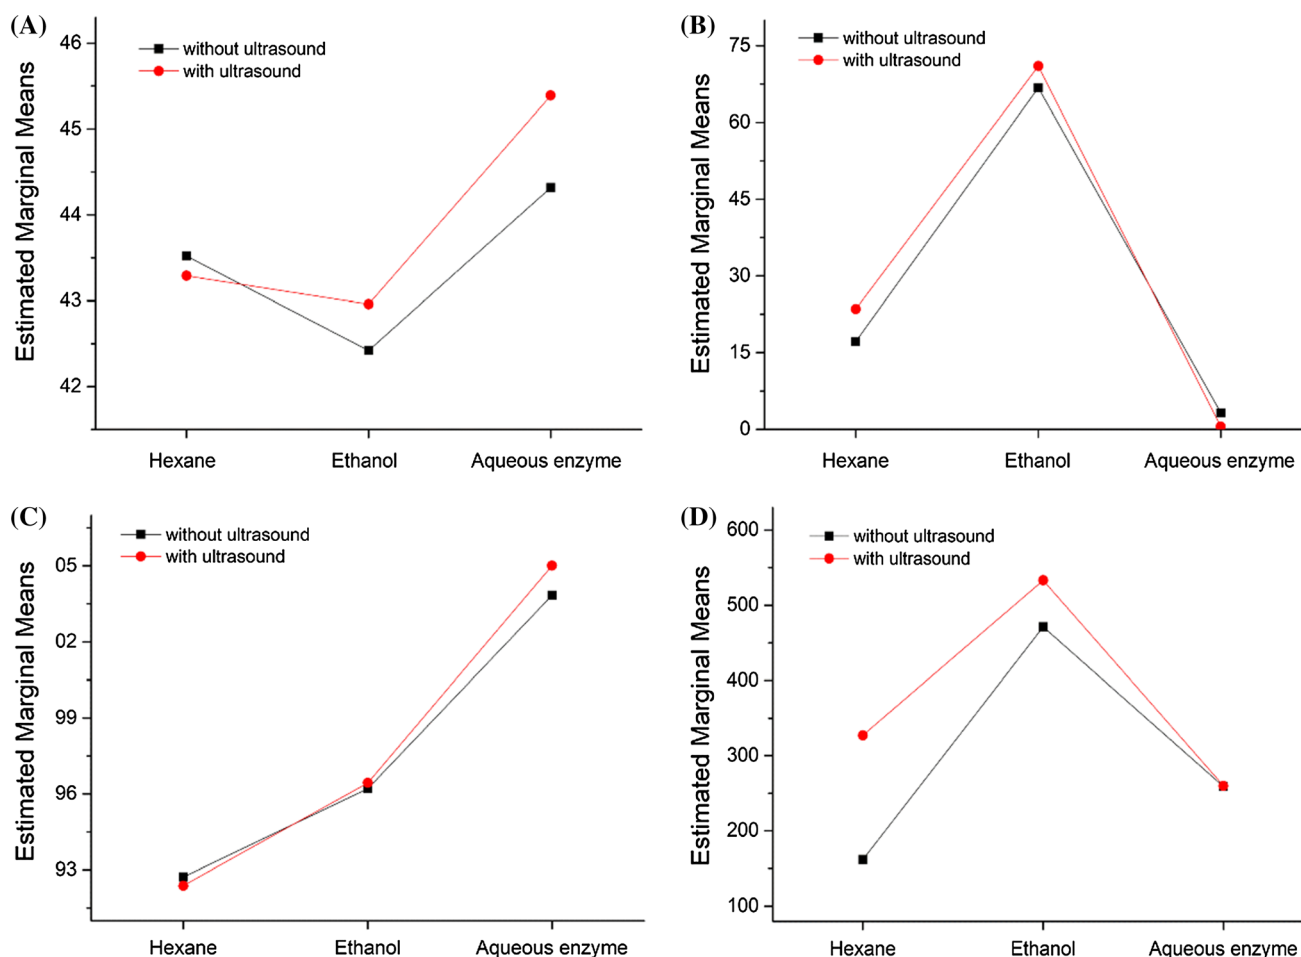 (A)
Estimated Marginal Means
46
45
44
43
42
without ultrasound
with ultrasound
Hexane Ethanol Aqueous enzyme
(B)
Estimated Marginal Means
75
60
45
30
15
0
without ultrasound
with ultrasound
Hexane Ethanol Aqueous enzyme
(C)
Estimated Marginal Means
05
02
99
96
93
without ultrasound
with ultrasound
Hexane Ethanol Aqueous enzyme
(D)
Estimated Marginal Means
600
500
400
300
200
100
without ultrasound
with ultrasound
Hexane Ethanol Aqueous enzyme